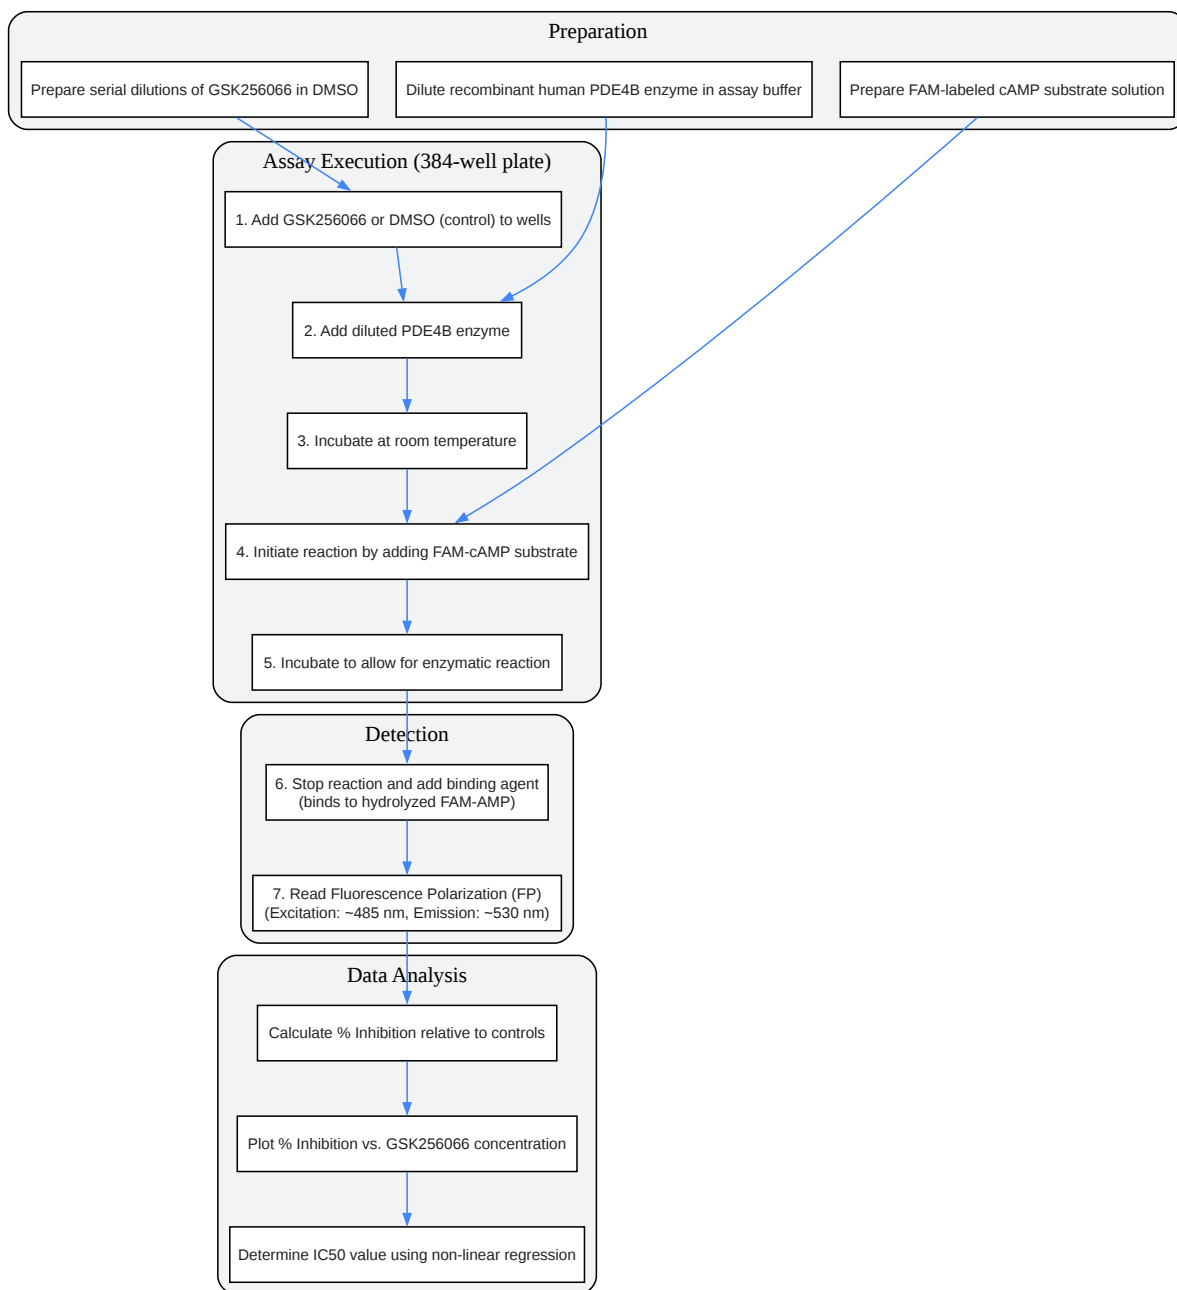 Preparation
Prepare serial dilutions of GSK256066 in DMSO
Dilute recombinant human PDE4B enzyme in assay buffer
Prepare FAM-labeled cAMP substrate solution
Assay Execution (384-well plate)
1. Add GSK256066 or DMSO (control) to wells
2. Add diluted PDE4B enzyme
3. Incubate at room temperature
4. Initiate reaction by adding FAM-cAMP substrate
5. Incubate to allow for enzymatic reaction
Detection
6. Stop reaction and add binding agent
(binds to hydrolyzed FAM-AMP)
7. Read Fluorescence Polarization (FP)
(Excitation: ~485 nm, Emission: ~530 nm)
Data Analysis
Calculate % Inhibition relative to controls
Plot % Inhibition vs. GSK256066 concentration
Determine IC50 value using non-linear regression